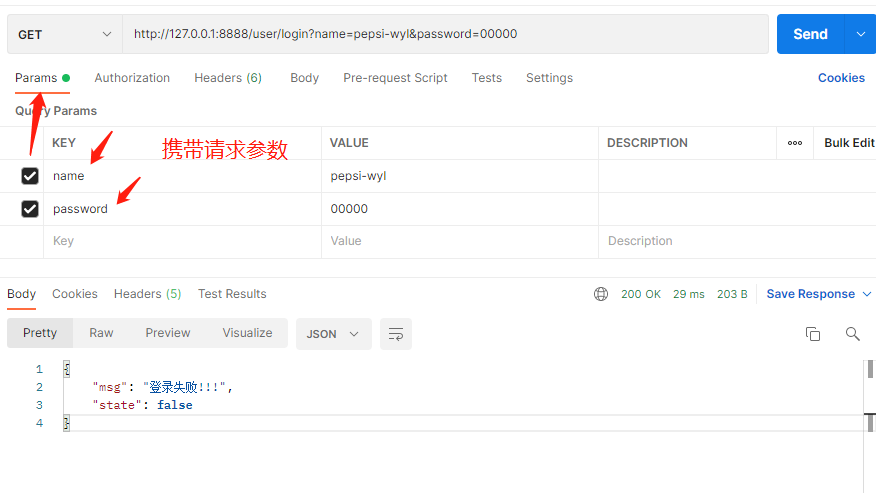 GET http://127.0.0.1:8888/user/login?name=pepsi-wyl&password=00000 Send
Params Authorization Headers (6) Body Pre-request Script Tests Settings Cookies
Query Params
KEY VALUE DESCRIPTION ooo Bulk Edit
携带请求参数
name pepsi-wyl
password 00000
Key Value Description
Body Cookies Headers (5) Test Results 200 OK 29 ms 203 B Save Response
Pretty Raw Preview Visualize JSON
1 {
2 "msg": "登录失败!!!",
3 "state": false
4 }